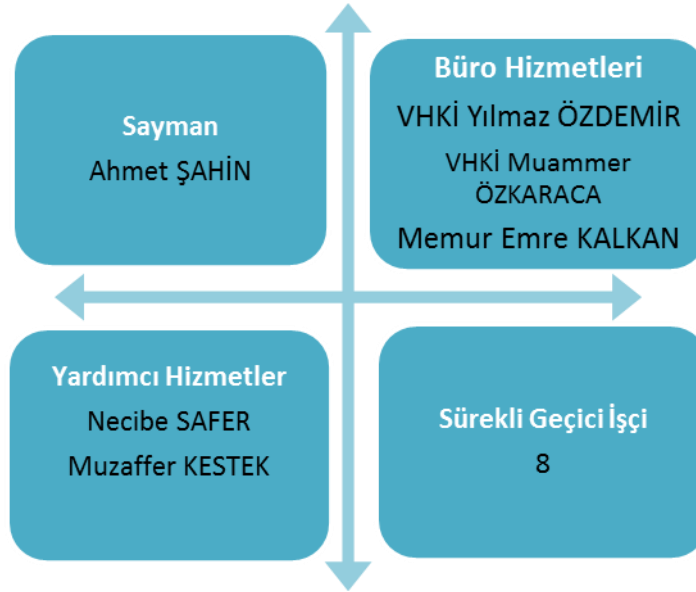 Sayman
Ahmet ŞAHİN
Büro Hizmetleri
VHKİ Yılmaz ÖZDEMİR
VHKİ Muammer
ÖZKARACA
Memur Emre KALKAN
Yardımcı Hizmetler
Necibe SAFER
Muzaffer KESTEK
Sürekli Geçici İşçi
8